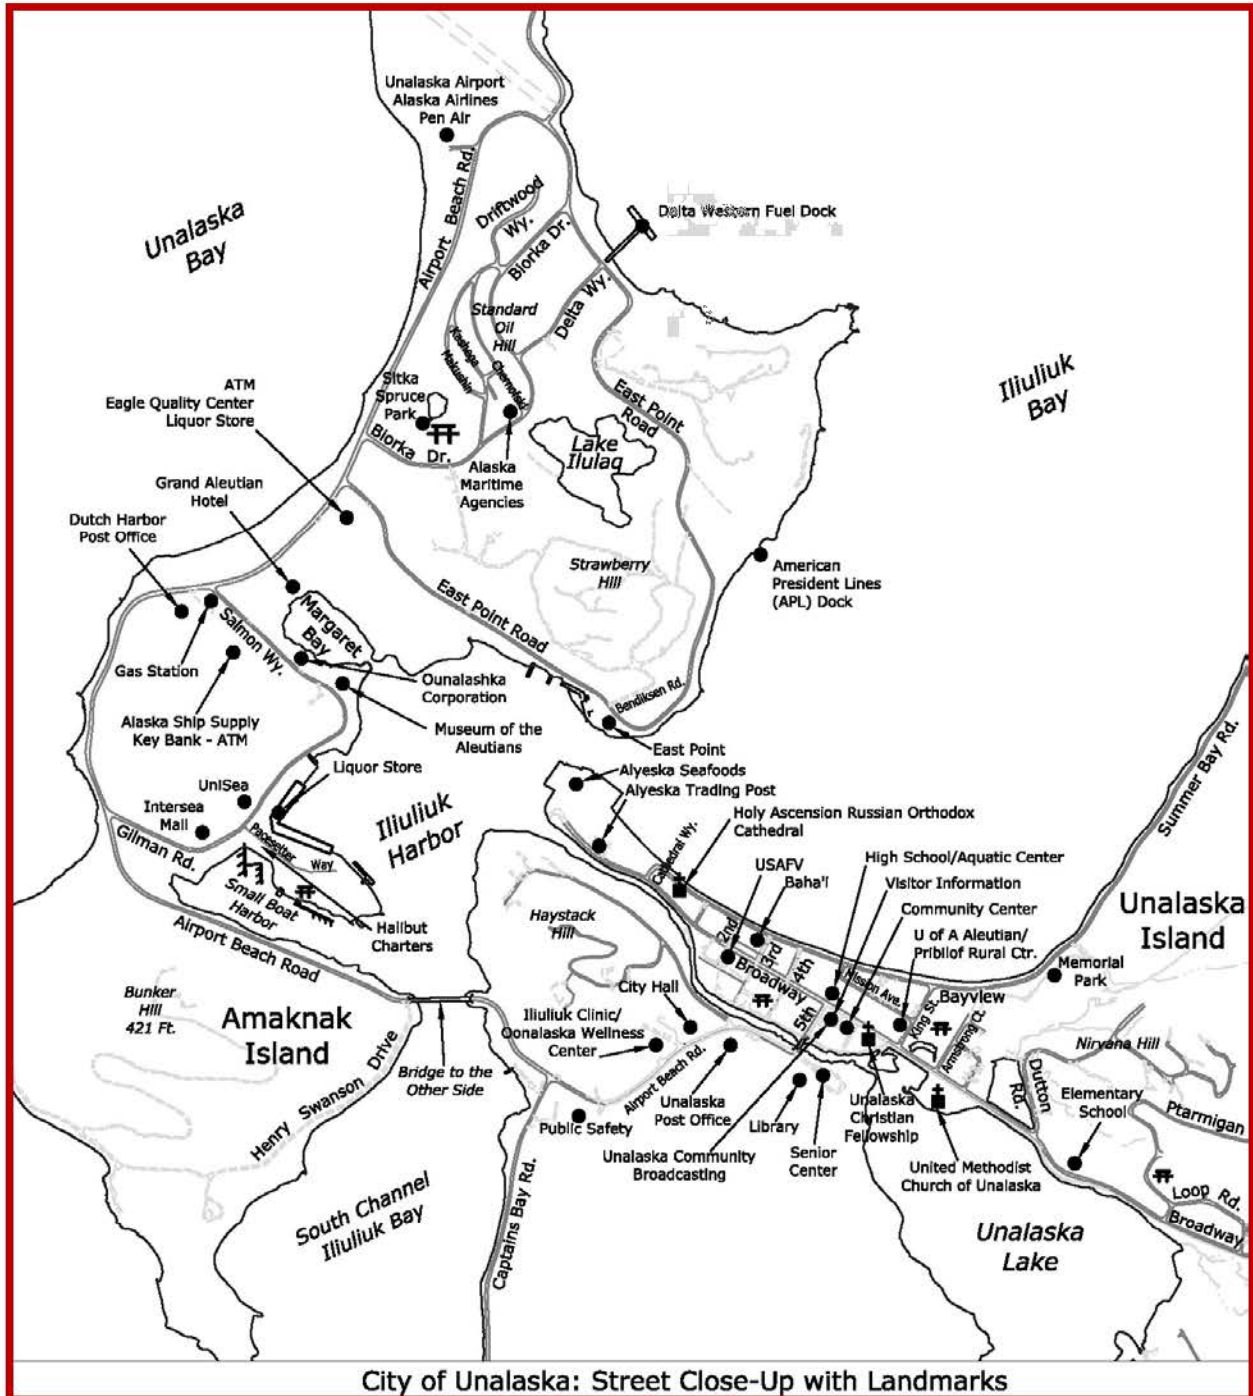 Unalaska Airport
Alaska Airlines
Pen Air
Unalaska
Bay
Airport Beach Rd.
Driftwood
Wy.
Biorka Dr.
Delta Western Fuel Dock
Delta Wy.
Standard
Oil
Hill
Kashega
Makushin
Chernofski
Iliuliuk
Bay
ATM
Eagle Quality Center
Liquor Store
Sitka
Spruce
Park
East Point
Road
Biorka Dr.
Lake
Ilulaq
Alaska
Maritime
Agencies
Grand Aleutian
Hotel
Dutch Harbor
Post Office
Strawberry
Hill
American
President Lines
(APL) Dock
East Point Road
Margaret
Bay
Salmon Wy.
Gas Station
Ounalashka
Corporation
Bendiksen Rd.
Alaska Ship Supply
Key Bank - ATM
Museum of the
Aleutians
East Point
Summer Bay Rd.
Liquor Store
Alyeska Seafoods
Alyeska Trading Post
UniSea
Intersea
Mall
Iliuliuk
Harbor
Holy Ascension Russian Orthodox
Cathedral
Gilman Rd.
Pacesetter
Way
Cathedral Wy.
USAFV
Baha'i
High School/Aquatic Center
Visitor Information
Community Center
U of A Aleutian/
Pribilof Rural Ctr.
Unalaska
Island
Small Boat
Harbor
Halibut
Charters
Haystack
Hill
2nd
3rd
4th
Broadway
5th
Mission Ave.
Memorial
Park
Airport Beach Road
King St.
Bayview
Armstrong Ct.
Bunker
Hill
421 Ft.
Amaknak
Island
City Hall
Iliuliuk Clinic/
Oonalaska Wellness
Center
Nirvana Hill
Bridge to the
Other Side
Henry Swanson Drive
Airport Beach Rd.
Unalaska
Post Office
Dutton
Rd.
Elementary
School
Ptarmigan
Public Safety
Library
Unalaska
Christian
Fellowship
Unalaska Community
Broadcasting
Senior
Center
United Methodist
Church of Unalaska
Loop Rd.
Broadway
South Channel
Iliuliuk Bay
Captains Bay Rd.
Unalaska
Lake
City of Unalaska: Street Close-Up with Landmarks